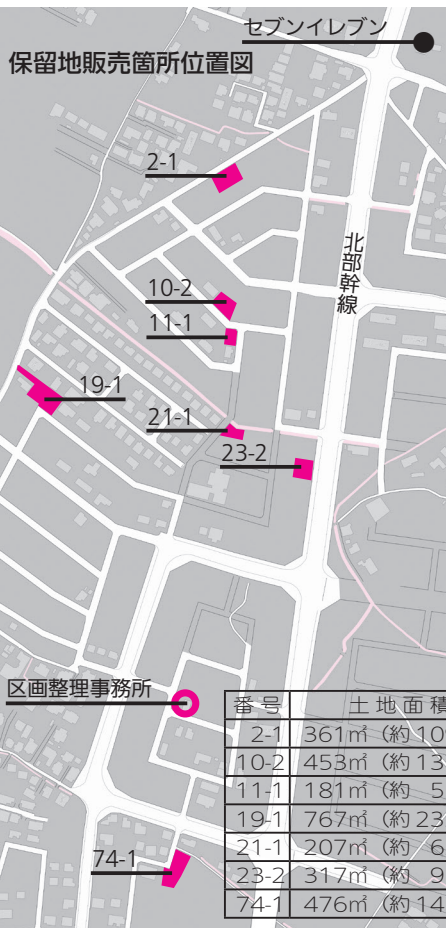 セブンイレブン
保留地販売箇所位置図
2-1
北部幹線
10-2
11-1
19-1
21-1
23-2
区画整理事務所
74-1
番号 土地面積
2-1 361㎡(約10
10-2 453㎡(約13
11-1 181㎡(約 5
19-1 767㎡(約23
21-1 207㎡(約 6
23-2 317㎡(約 9
74-1 476㎡(約14